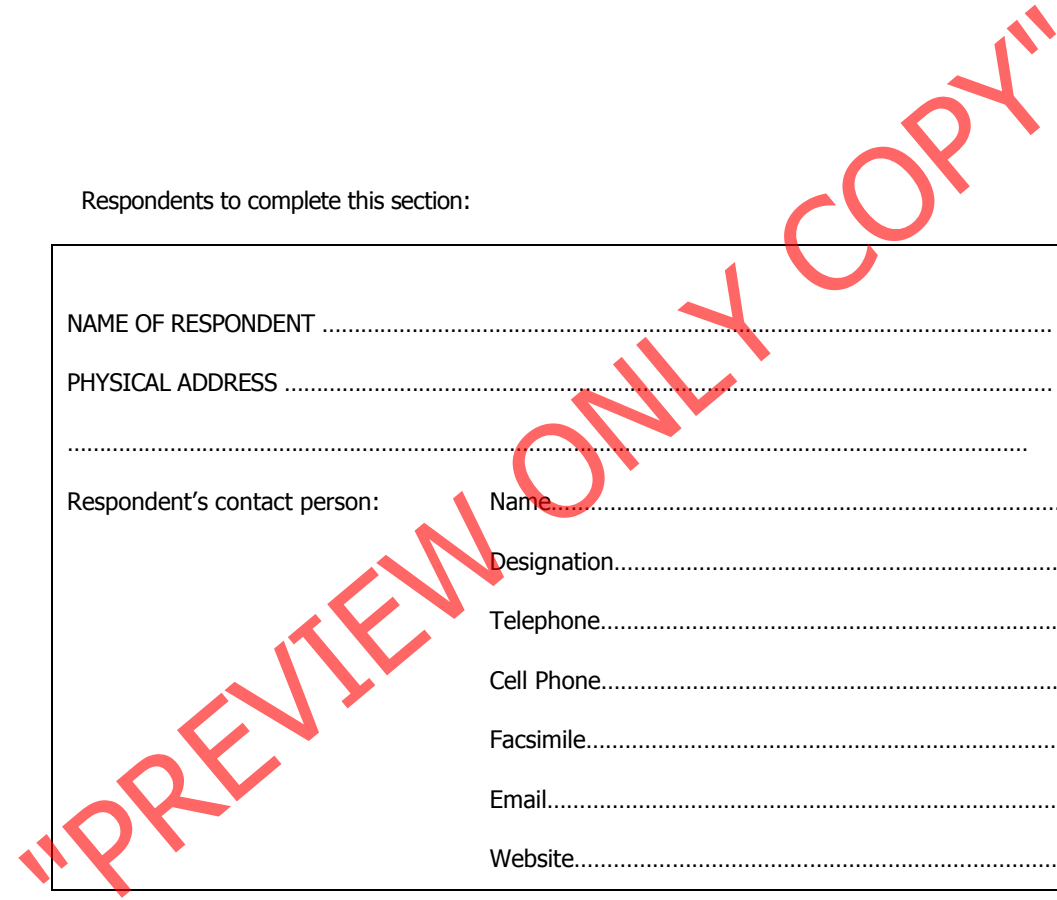 Respondents to complete this section:
NAME OF RESPONDENT ………………………………………………………………………………………………
PHYSICAL ADDRESS ……………………………………………………………………………………………………
………………………………………………………………………………………………………………………………
Respondent's contact person: Name……………………………………………………………………
Designation……………………………………………………………
Telephone………………………………………………………………
Cell Phone………………………………………………………………
Facsimile…………………………………………………………………
Email………………………………………………………………………
Website……………………………………………………………………
"PREVIEW ONLY COPY"